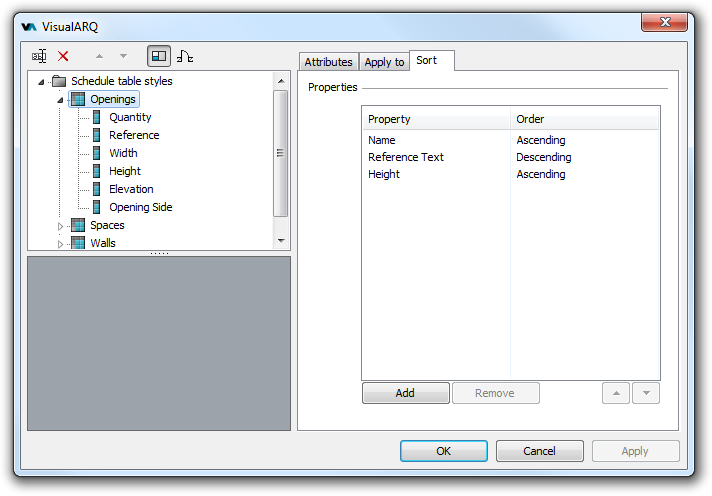 VisualARQ
Attributes
Apply to
Sort
Schedule table styles
Openings
Quantity
Reference
Width
Height
Elevation
Opening Side
Spaces
Walls
Properties
Property Order
Name Ascending
Reference Text Descending
Height Ascending
Add
Remove
OK
Cancel
Apply